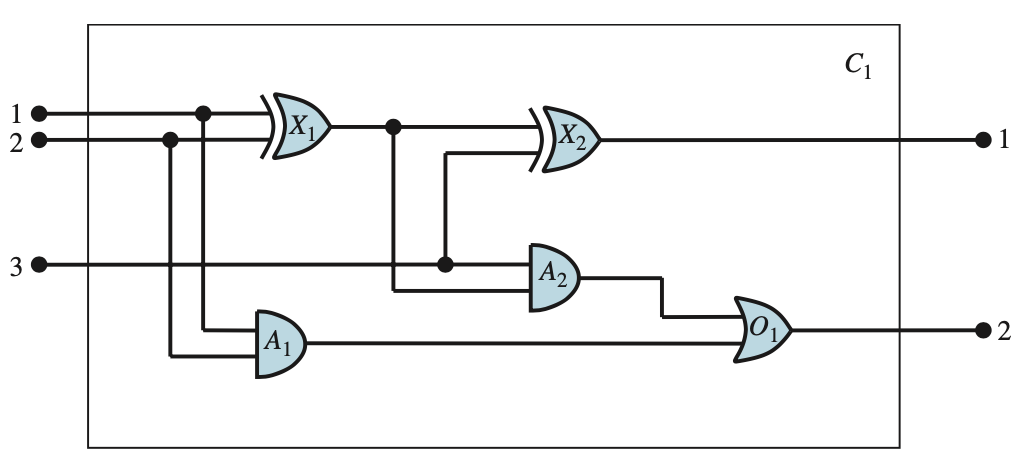 C₁
1
2
X₁
X₂
1
3
A₂
A₁
O₁
2